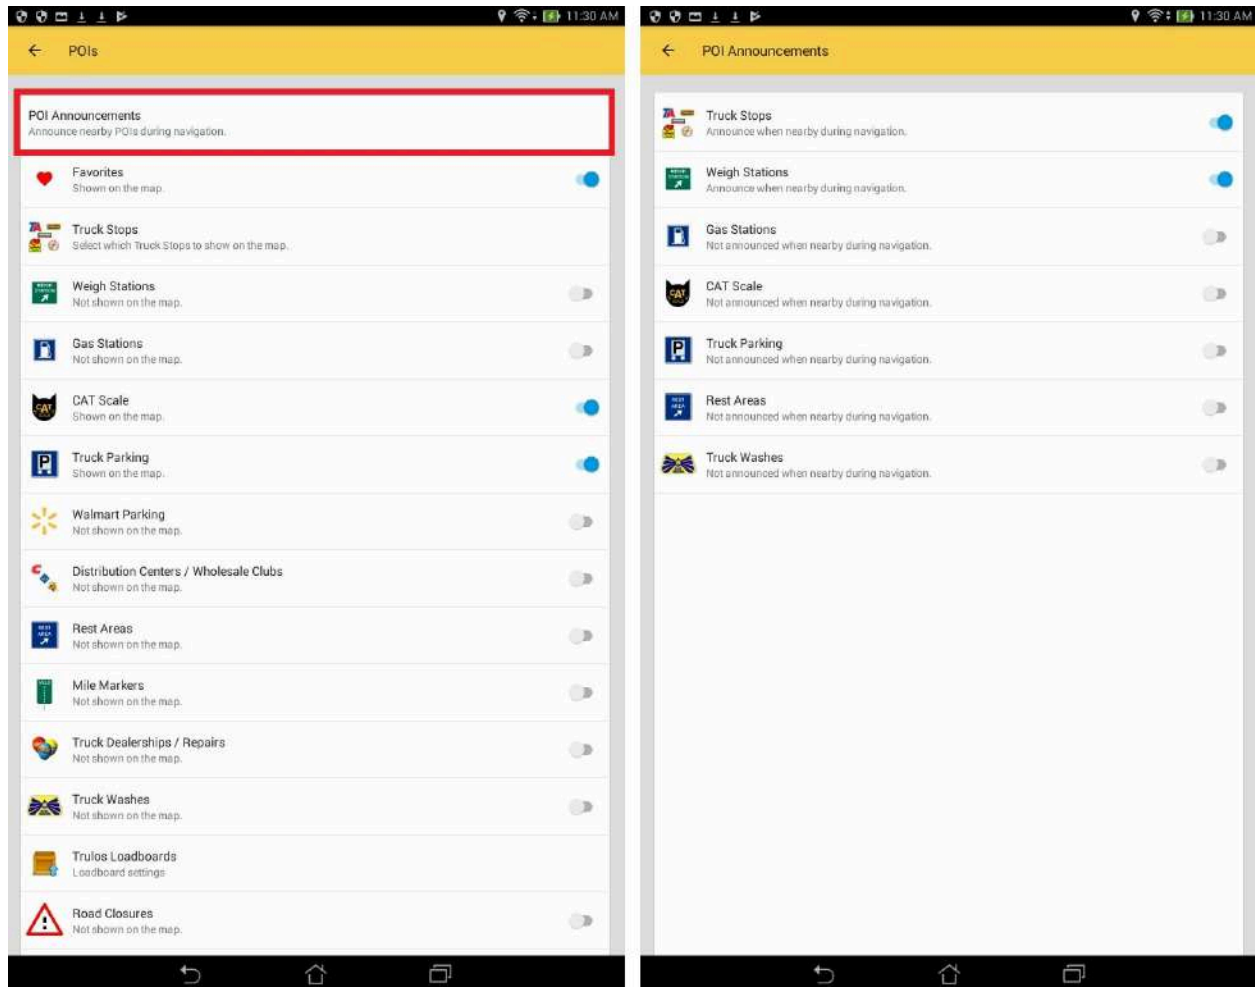 11:30 AM
POIs
POI Announcements
Announce nearby POIs during navigation.
Favorites
Shown on the map.
Truck Stops
Select which Truck Stops to show on the map.
Weigh Stations
Not shown on the map.
Gas Stations
Not shown on the map.
CAT Scale
Shown on the map.
Truck Parking
Shown on the map.
Walmart Parking
Not shown on the map.
Distribution Centers / Wholesale Clubs
Not shown on the map.
Rest Areas
Not shown on the map.
Mile Markers
Not shown on the map.
Truck Dealerships / Repairs
Not shown on the map.
Truck Washes
Not shown on the map.
Trulos Loadboards
Loadboard settings
Road Closures
Not shown on the map.
11:30 AM
POI Announcements
Truck Stops
Announce when nearby during navigation.
Weigh Stations
Announce when nearby during navigation.
Gas Stations
Not announced when nearby during navigation.
CAT Scale
Not announced when nearby during navigation.
Truck Parking
Not announced when nearby during navigation.
Rest Areas
Not announced when nearby during navigation.
Truck Washes
Not announced when nearby during navigation.